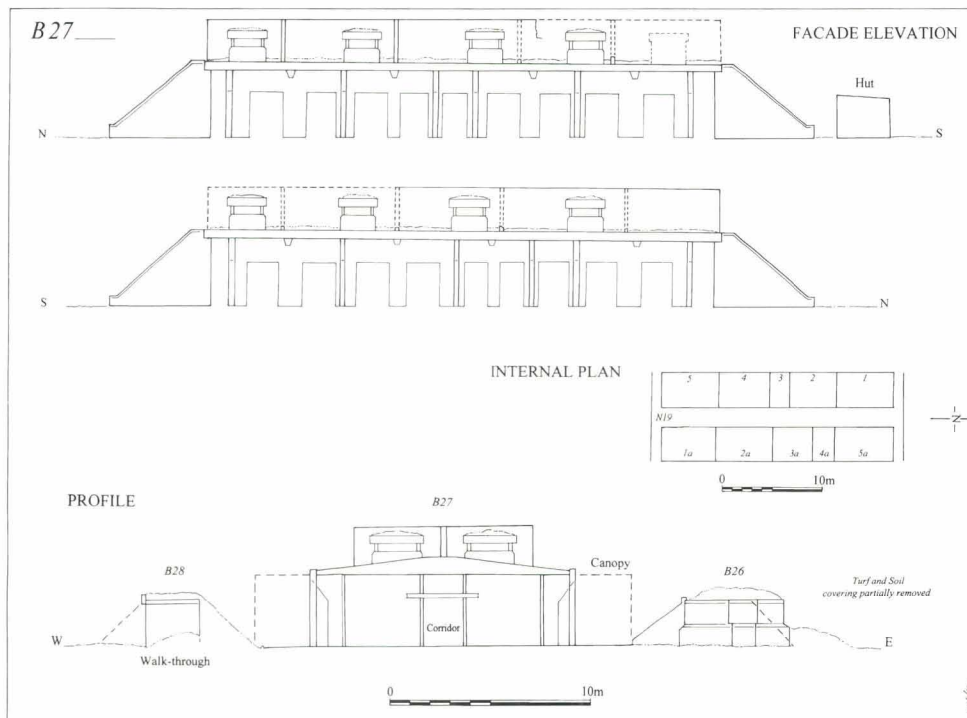 B27
FACADE ELEVATION
Hut
N
S
S
N
INTERNAL PLAN
5 4 3 2 1
N19
1a 2a 3a 4a 5a
N
0 10m
PROFILE
B27
B28
Canopy
B26
Turf and Soil
covering partially removed
Corridor
W
E
Walk-through
0 10m